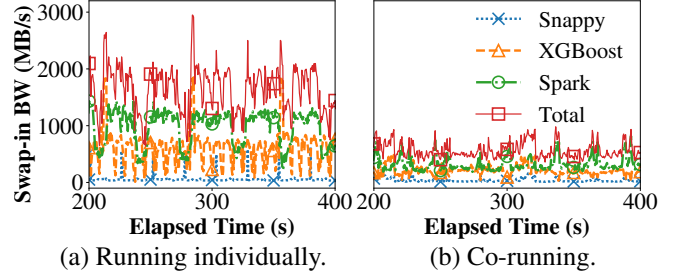 Swap-in BW (MB/s)
3000
2000
1000
0
200
300
400
Elapsed Time (s)
(a) Running individually.
200
300
400
Elapsed Time (s)
(b) Co-running.
Snappy
XGBoost
Spark
Total